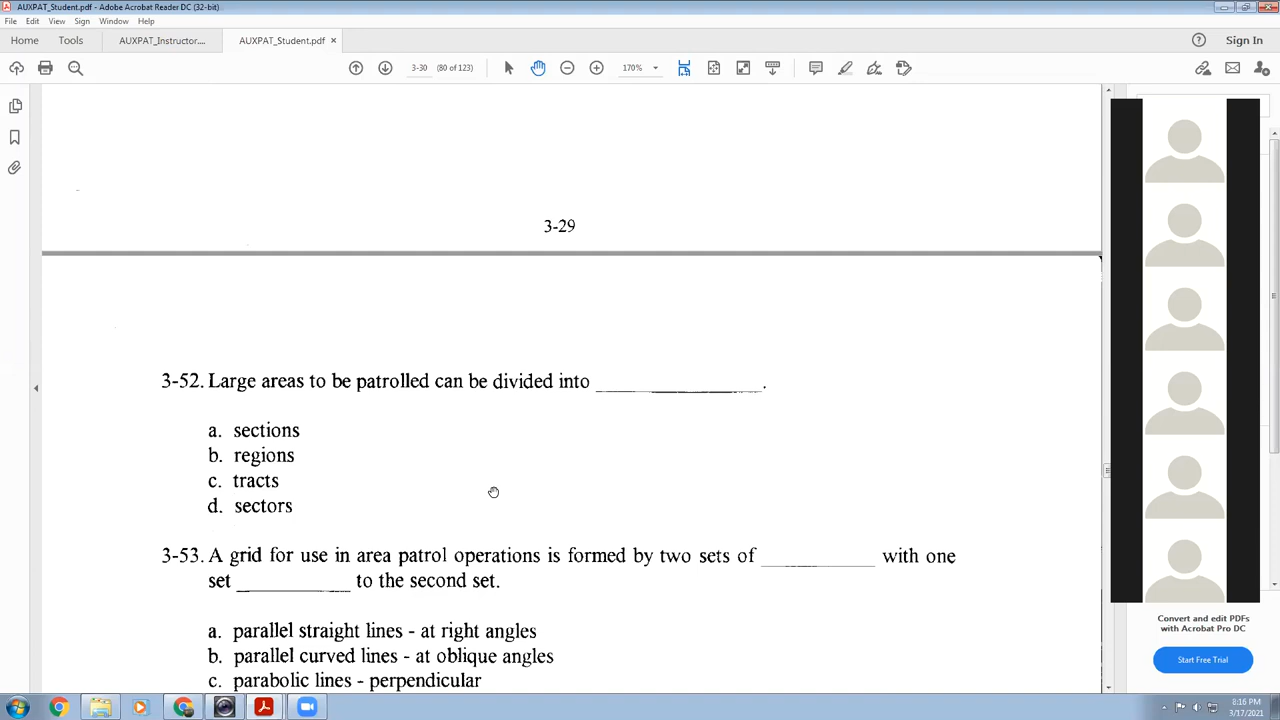 AUXPAT_Student.pdf - Adobe Acrobat Reader DC (32-bit)
File Edit View Sign Window Help
Home Tools AUXPAT_Instructor.... AUXPAT_Student.pdf × Sign In
3-30 (80 of 123) 170%
3-29
3-52. Large areas to be patrolled can be divided into ____________.
a. sections
b. regions
c. tracts
d. sectors
3-53. A grid for use in area patrol operations is formed by two sets of ________ with one
set ________ to the second set.
a. parallel straight lines - at right angles
b. parallel curved lines - at oblique angles
c. parabolic lines - perpendicular
Convert and edit PDFs
with Acrobat Pro DC
Start Free Trial
8:16 PM
3/17/2021